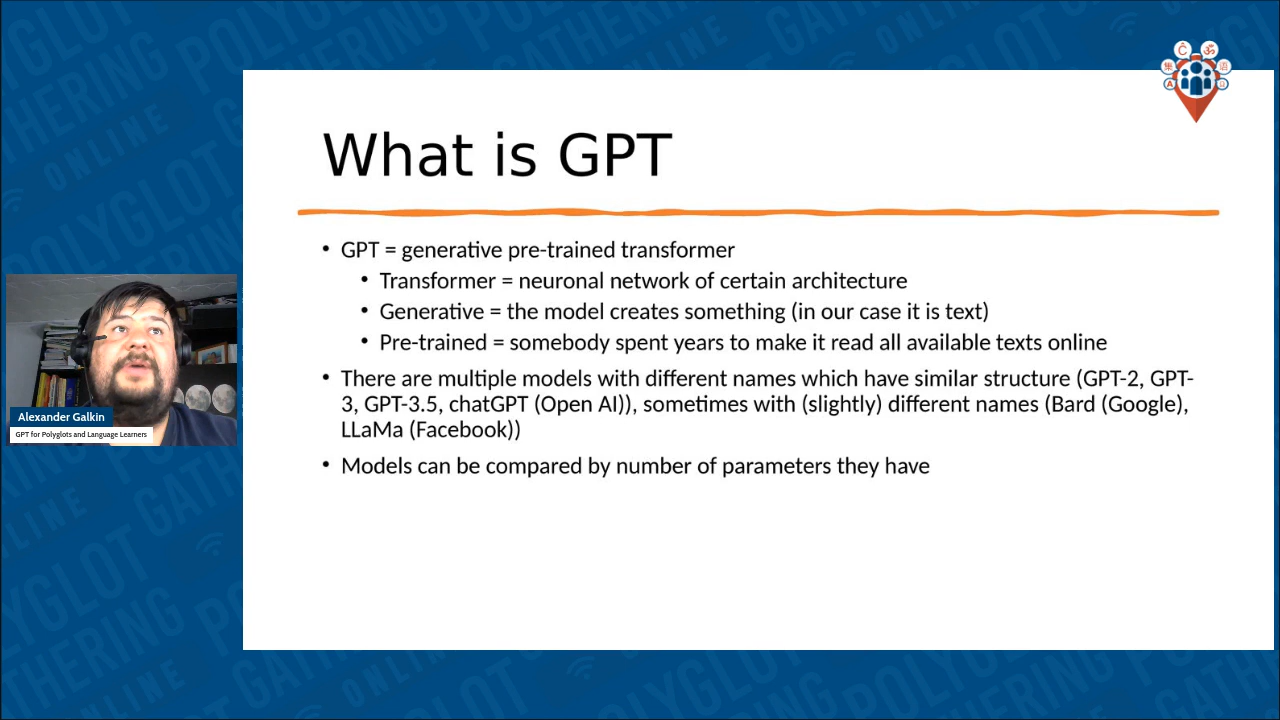 What is GPT
• GPT = generative pre-trained transformer
• Transformer = neuronal network of certain architecture
• Generative = the model creates something (in our case it is text)
• Pre-trained = somebody spent years to make it read all available texts online
• There are multiple models with different names which have similar structure (GPT-2, GPT-
3, GPT-3.5, chatGPT (Open AI)), sometimes with (slightly) different names (Bard (Google),
LLaMa (Facebook))
• Models can be compared by number of parameters they have
Alexander Galkin
GPT for Polyglots and Language Learners
POLYGLOT
GATHERING
ONLINE